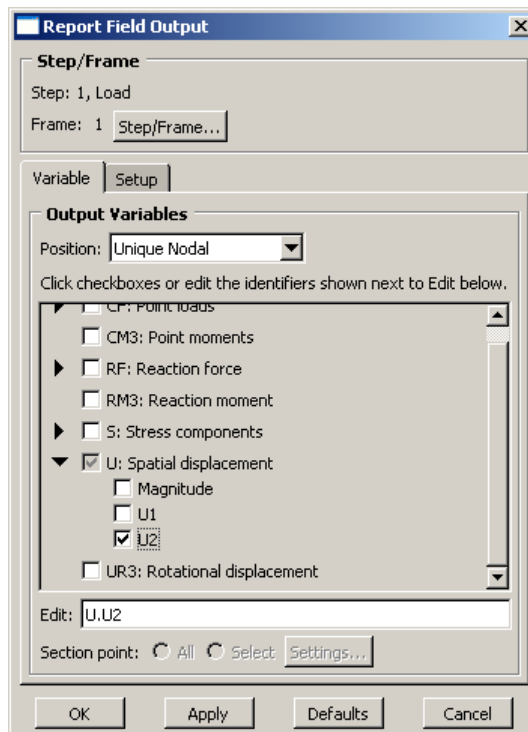 Report Field Output
Step/Frame
Step: 1, Load
Frame: 1 Step/Frame...
Variable Setup
Output Variables
Position: Unique Nodal
Click checkboxes or edit the identifiers shown next to Edit below.
CF: Point loads
CM3: Point moments
RF: Reaction force
RM3: Reaction moment
S: Stress components
U: Spatial displacement
Magnitude
U1
U2
UR3: Rotational displacement
Edit: U.U2
Section point: All Select Settings...
OK Apply Defaults Cancel